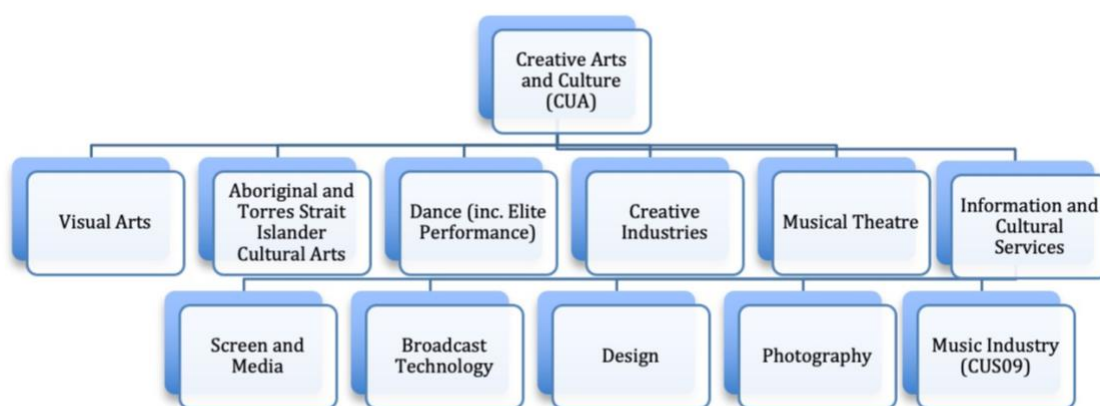 Creative Arts
and Culture
(CUA)
Visual Arts
Aboriginal and
Torres Strait
Islander
Cultural Arts
Dance (inc. Elite
Performance)
Creative
Industries
Musical Theatre
Information and
Cultural
Services
Screen and
Media
Broadcast
Technology
Design
Photography
Music Industry
(CUS09)